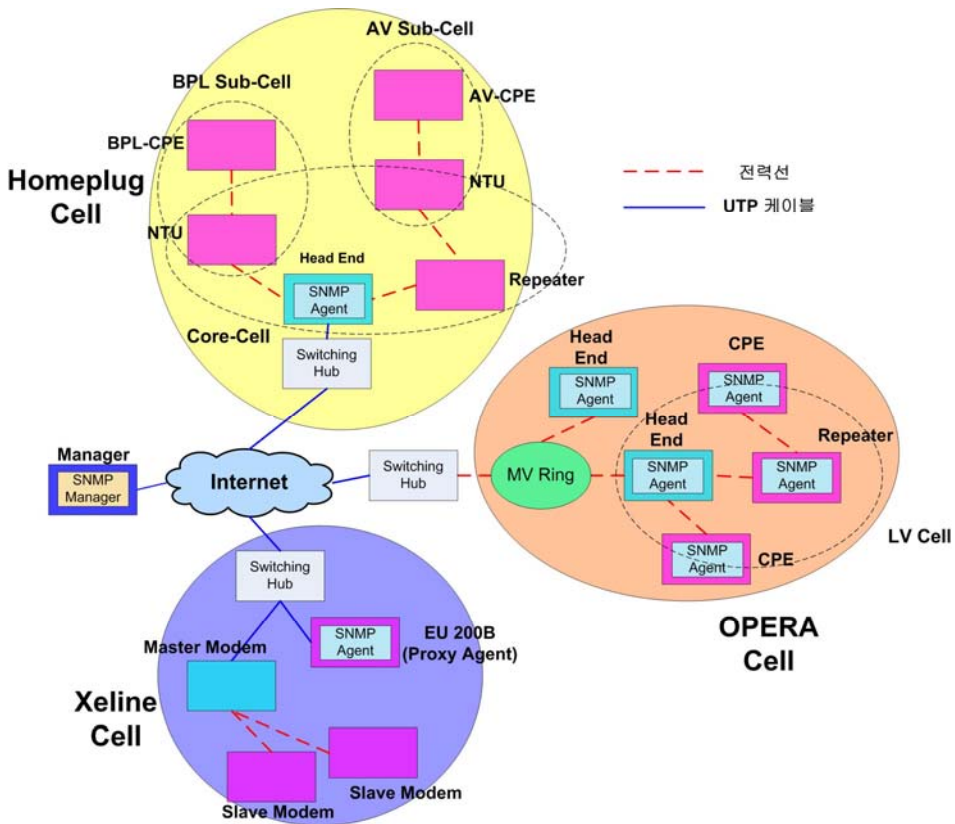 AV Sub-Cell
BPL Sub-Cell
AV-CPE
BPL-CPE
Homeplug
Cell
NTU
NTU
Head End
SNMP
Agent
Repeater
Core-Cell
Switching
Hub
전력선
UTP 케이블
Manager
SNMP
Manager
Internet
Switching
Hub
MV Ring
Head
End
SNMP
Agent
CPE
SNMP
Agent
Head
End
SNMP
Agent
Repeater
SNMP
Agent
SNMP
Agent
CPE
LV Cell
OPERA
Cell
Switching
Hub
Master Modem
SNMP
Agent
EU 200B
(Proxy Agent)
Xeline
Cell
Slave Modem
Slave Modem